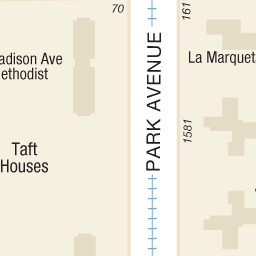 70
161
adison Ave
ethodist
PARK AVENUE
La Marquet
1581
Taft
Houses